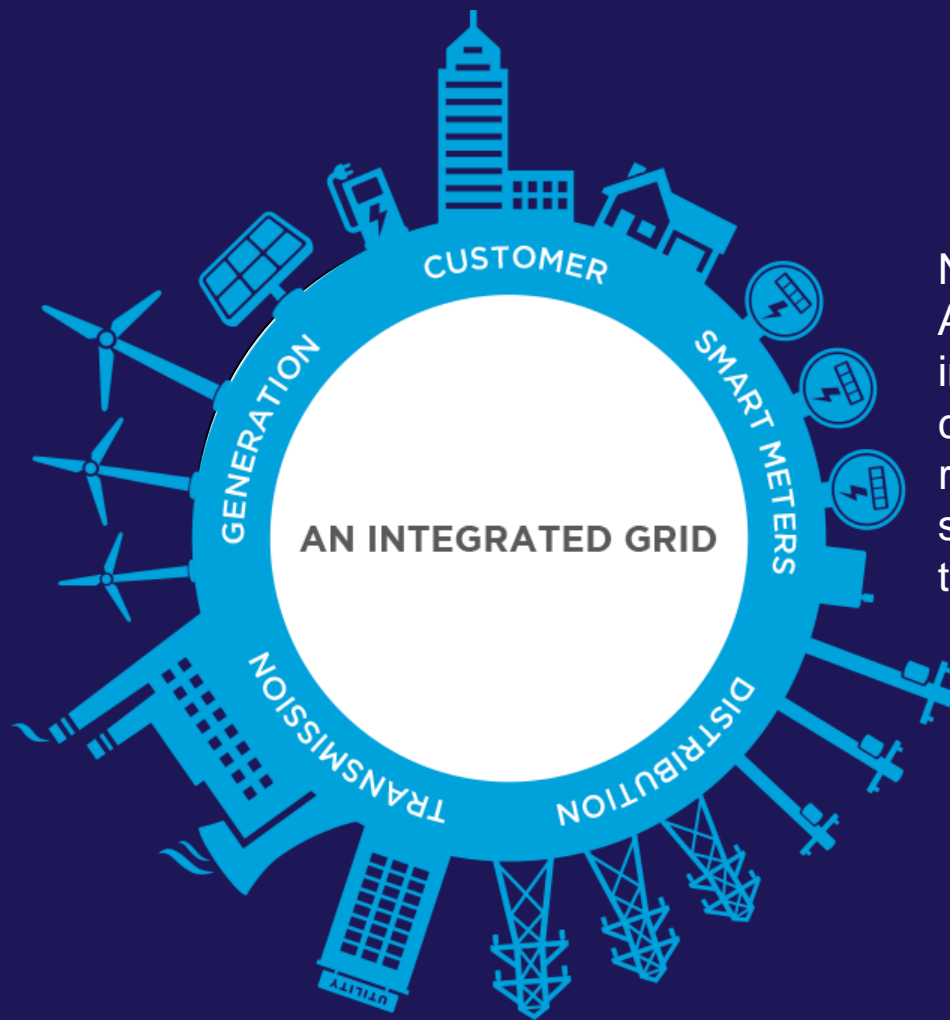 CUSTOMER
SMART METERS
DISTRIBUTION
TRANSMISSION
GENERATION
AN INTEGRATED GRID
UTILITY